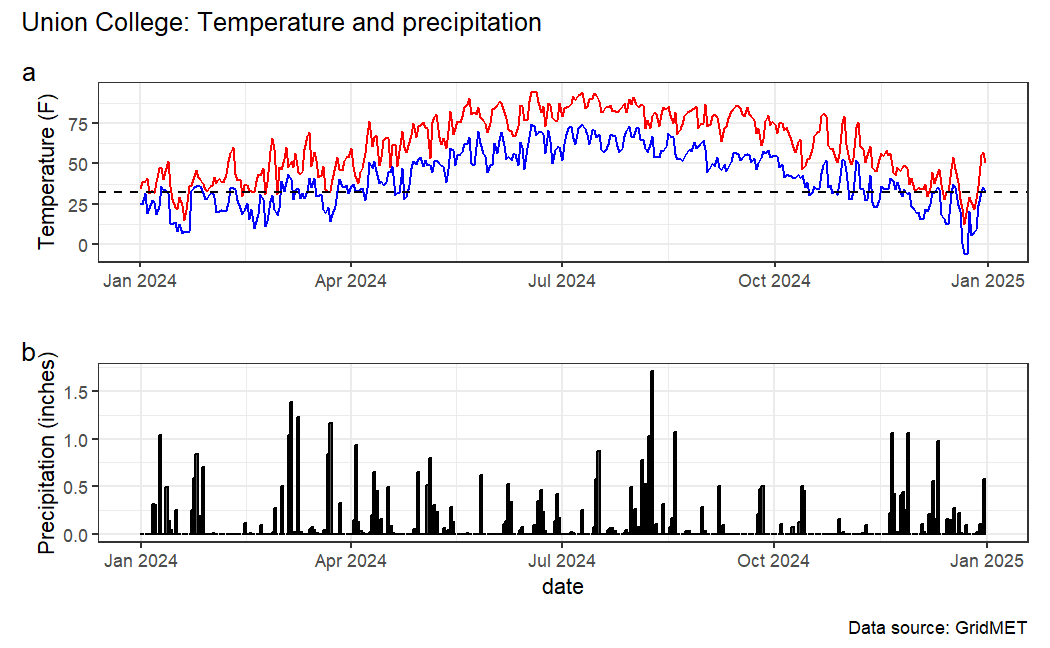 Union College: Temperature and precipitation
a
Temperature (F)
75
50
25
0
Jan 2024 Apr 2024 Jul 2024 Oct 2024 Jan 2025
b
Precipitation (inches)
1.5
1.0
0.5
0.0
Jan 2024 Apr 2024 Jul 2024 Oct 2024 Jan 2025
date
Data source: GridMET